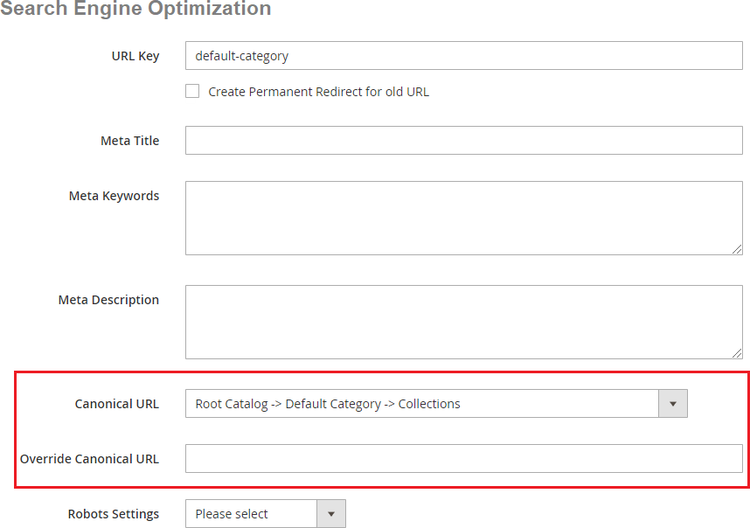 Search Engine Optimization
URL Key
default-category
Create Permanent Redirect for old URL
Meta Title
Meta Keywords
Meta Description
Canonical URL
Root Catalog -> Default Category -> Collections
Override Canonical URL
Robots Settings
Please select